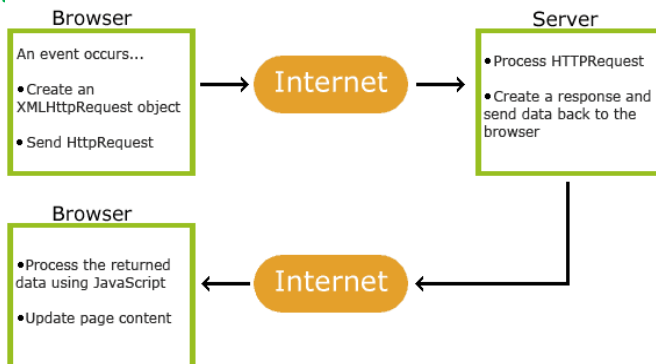 Browser
An event occurs...
•Create an
XMLHttpRequest object
• Send HttpRequest
Internet
Server
•Process HTTPRequest
•Create a response and
send data back to the
browser
Browser
•Process the returned
data using JavaScript
•Update page content
Internet